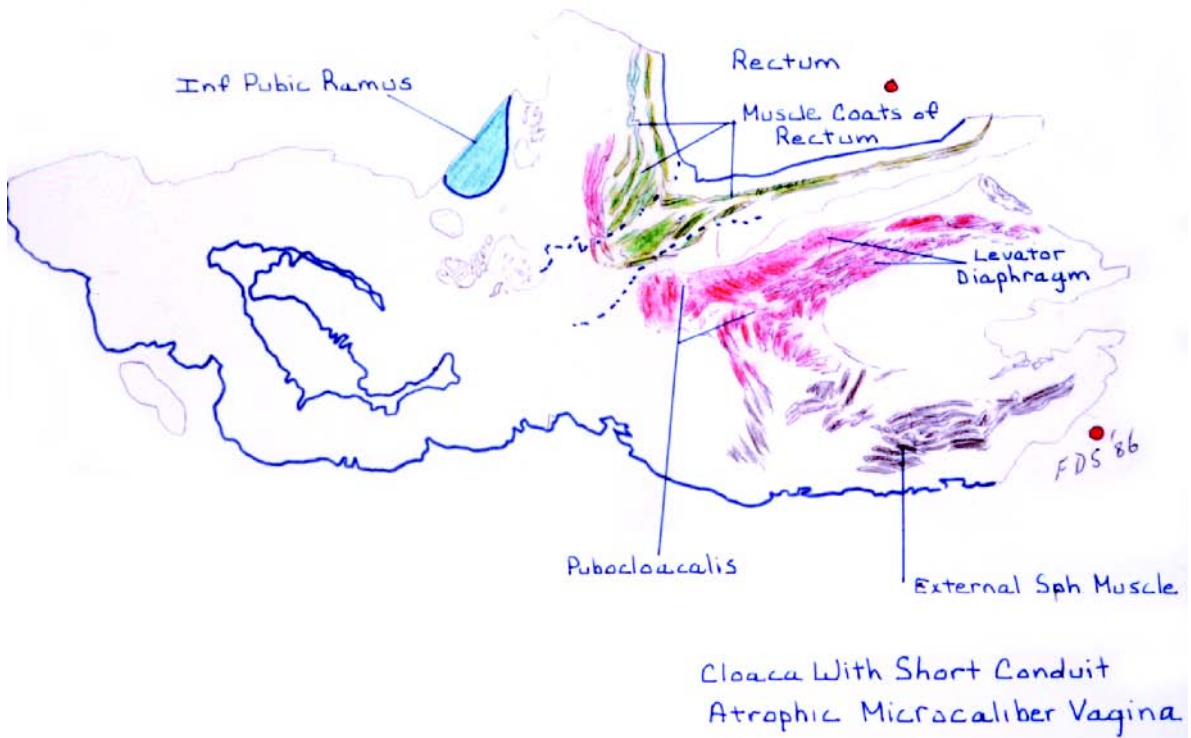 Inf Pubic Ramus
Rectum
Muscle Coats of
Rectum
Levator
Diaphragm
FDS '86
Pubocloacalis
External Sph Muscle
Cloaca With Short Conduit
Atrophic Microcaliber Vagina